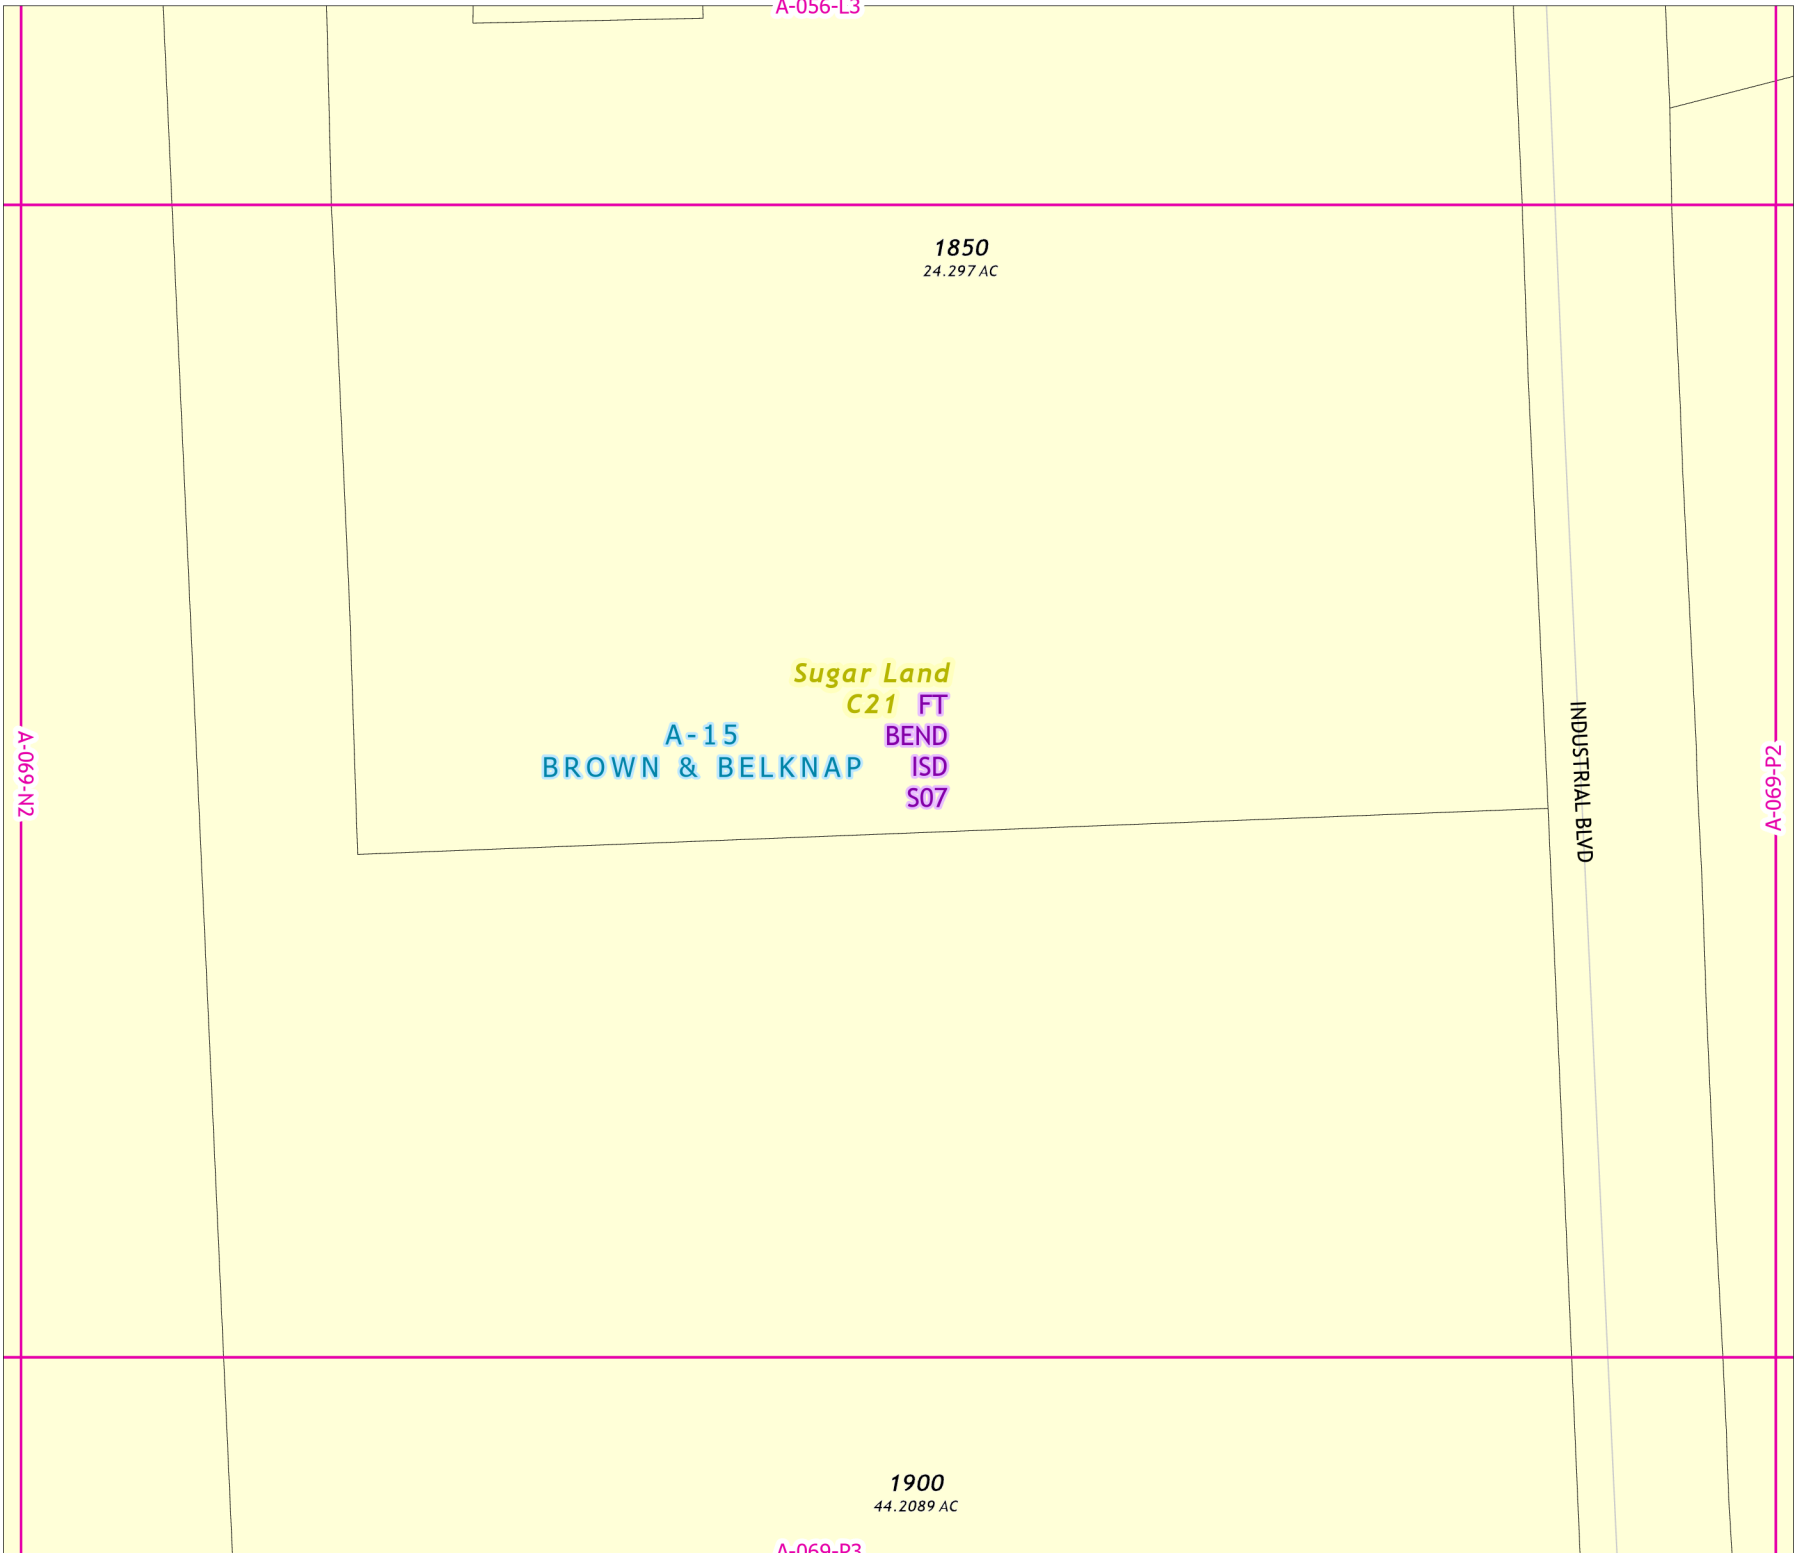 A-056-L3
1850
24.297 AC
Sugar Land
C21
FT
BEND
ISD
S07
A-15
BROWN & BELKNAP
A-069-N2
INDUSTRIAL BLVD
A-069-P2
1900
44.2089 AC
A-069-P3